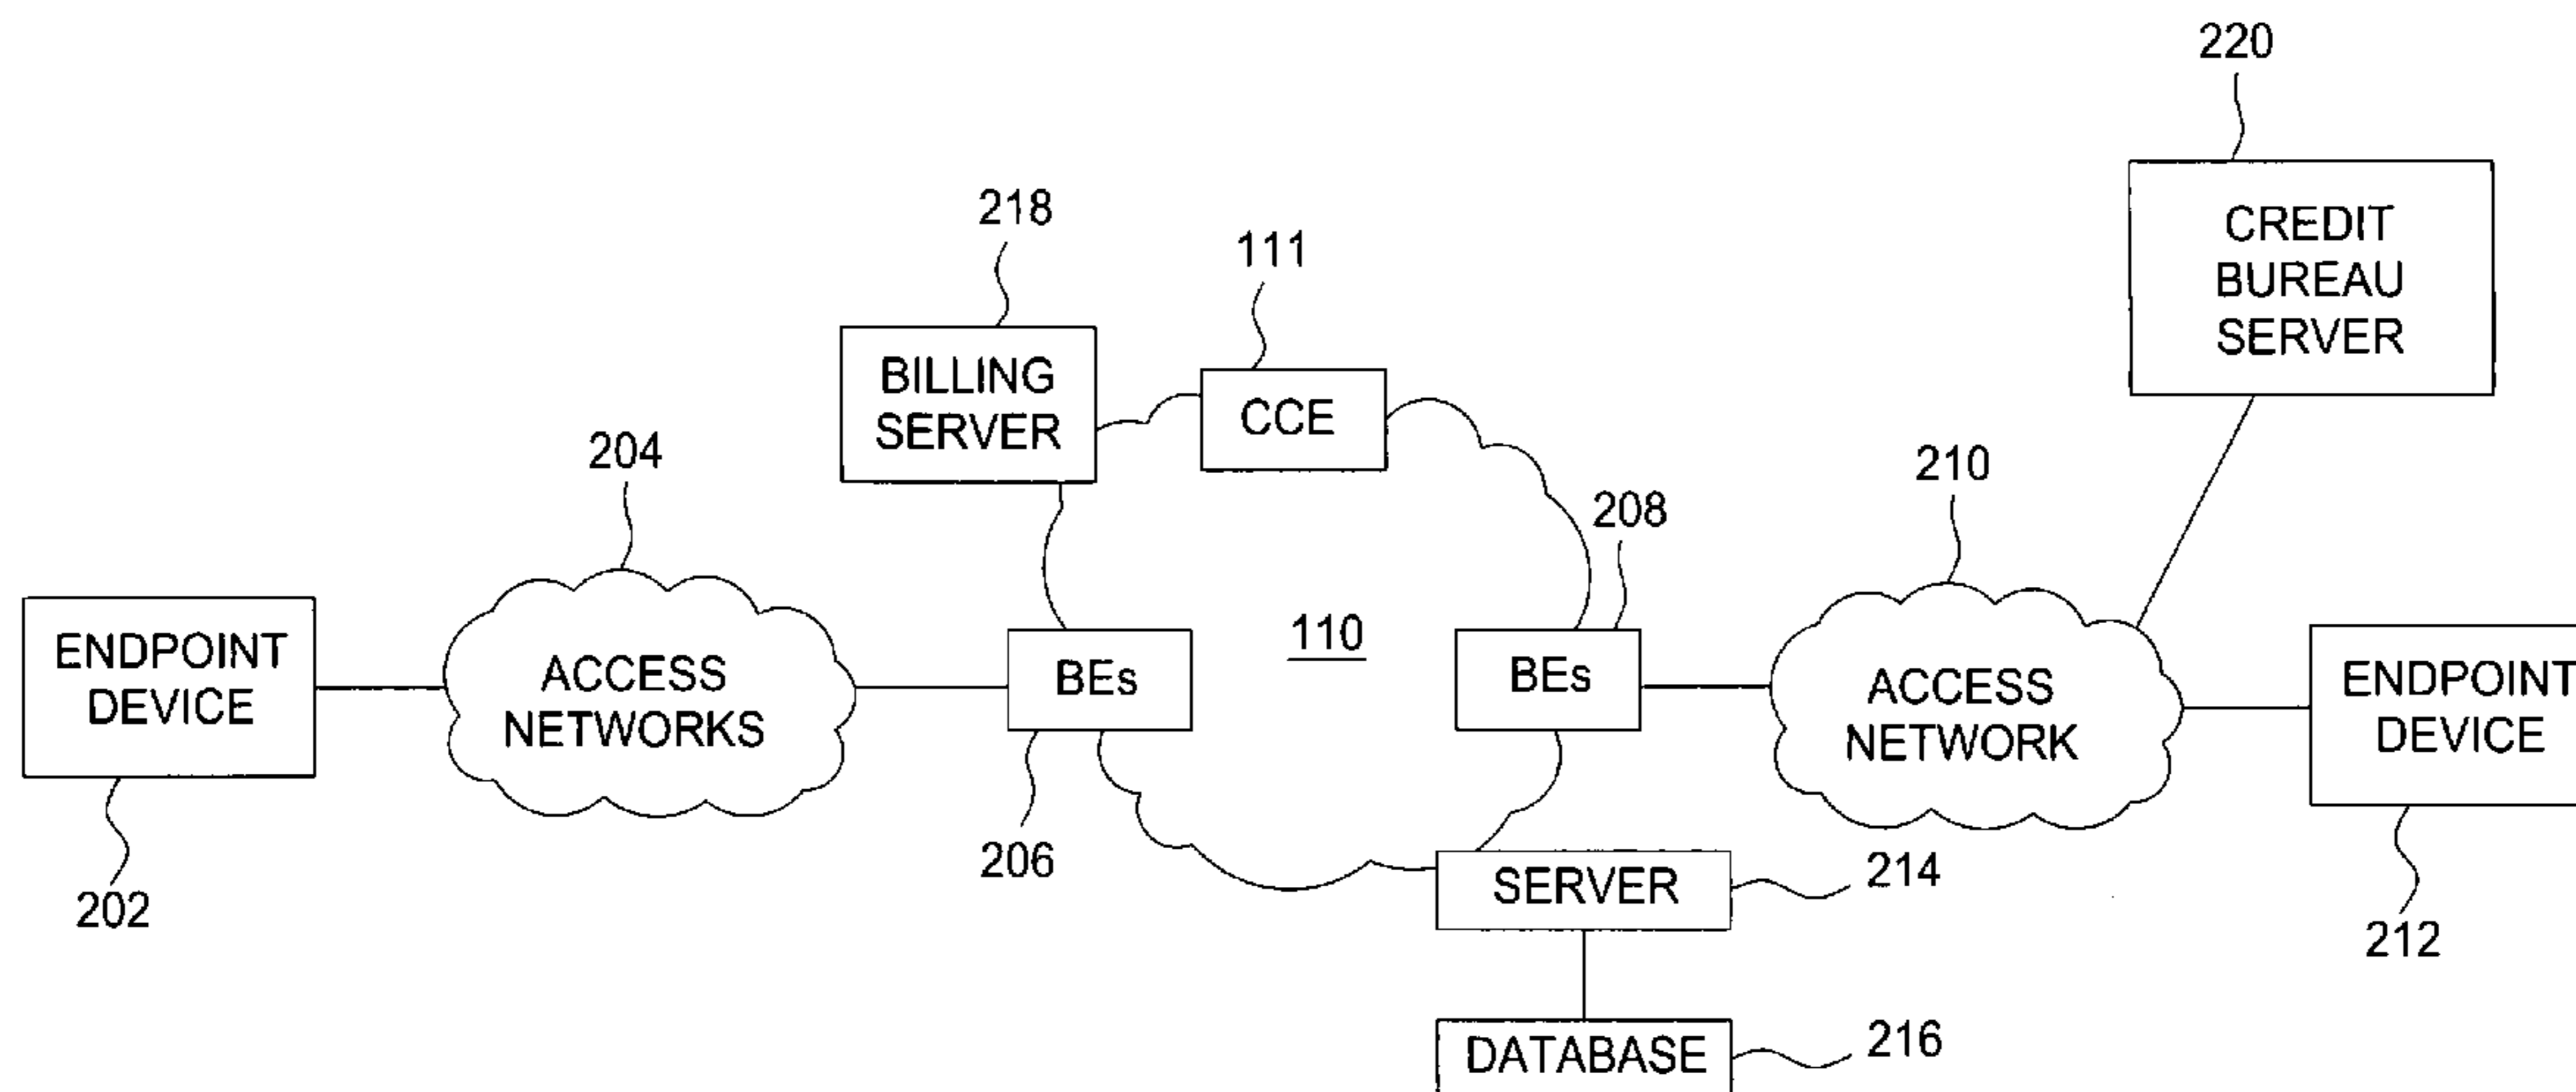 220
CREDIT
BUREAU
SERVER
218
111
BILLING
SERVER
CCE
204
210
208
ENDPOINT
DEVICE
ACCESS
NETWORKS
BEs
110
BEs
ACCESS
NETWORK
ENDPOINT
DEVICE
202
206
SERVER
214
212
DATABASE
216